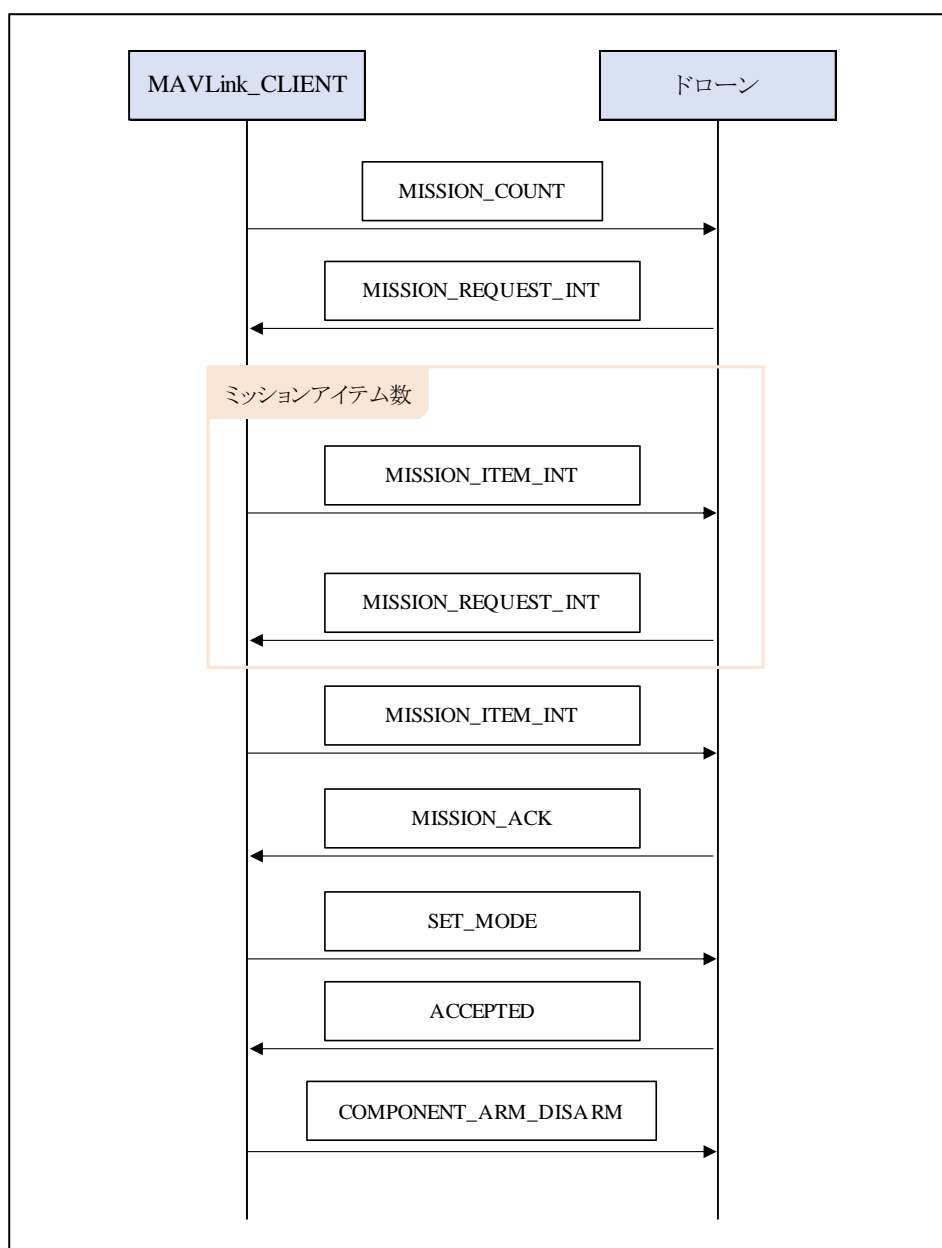 MAVLink_CLIENT
ドローン
MISSION_COUNT
MISSION_REQUEST_INT
ミッションアイテム数
MISSION_ITEM_INT
MISSION_REQUEST_INT
MISSION_ITEM_INT
MISSION_ACK
SET_MODE
ACCEPTED
COMPONENT_ARM_DISARM